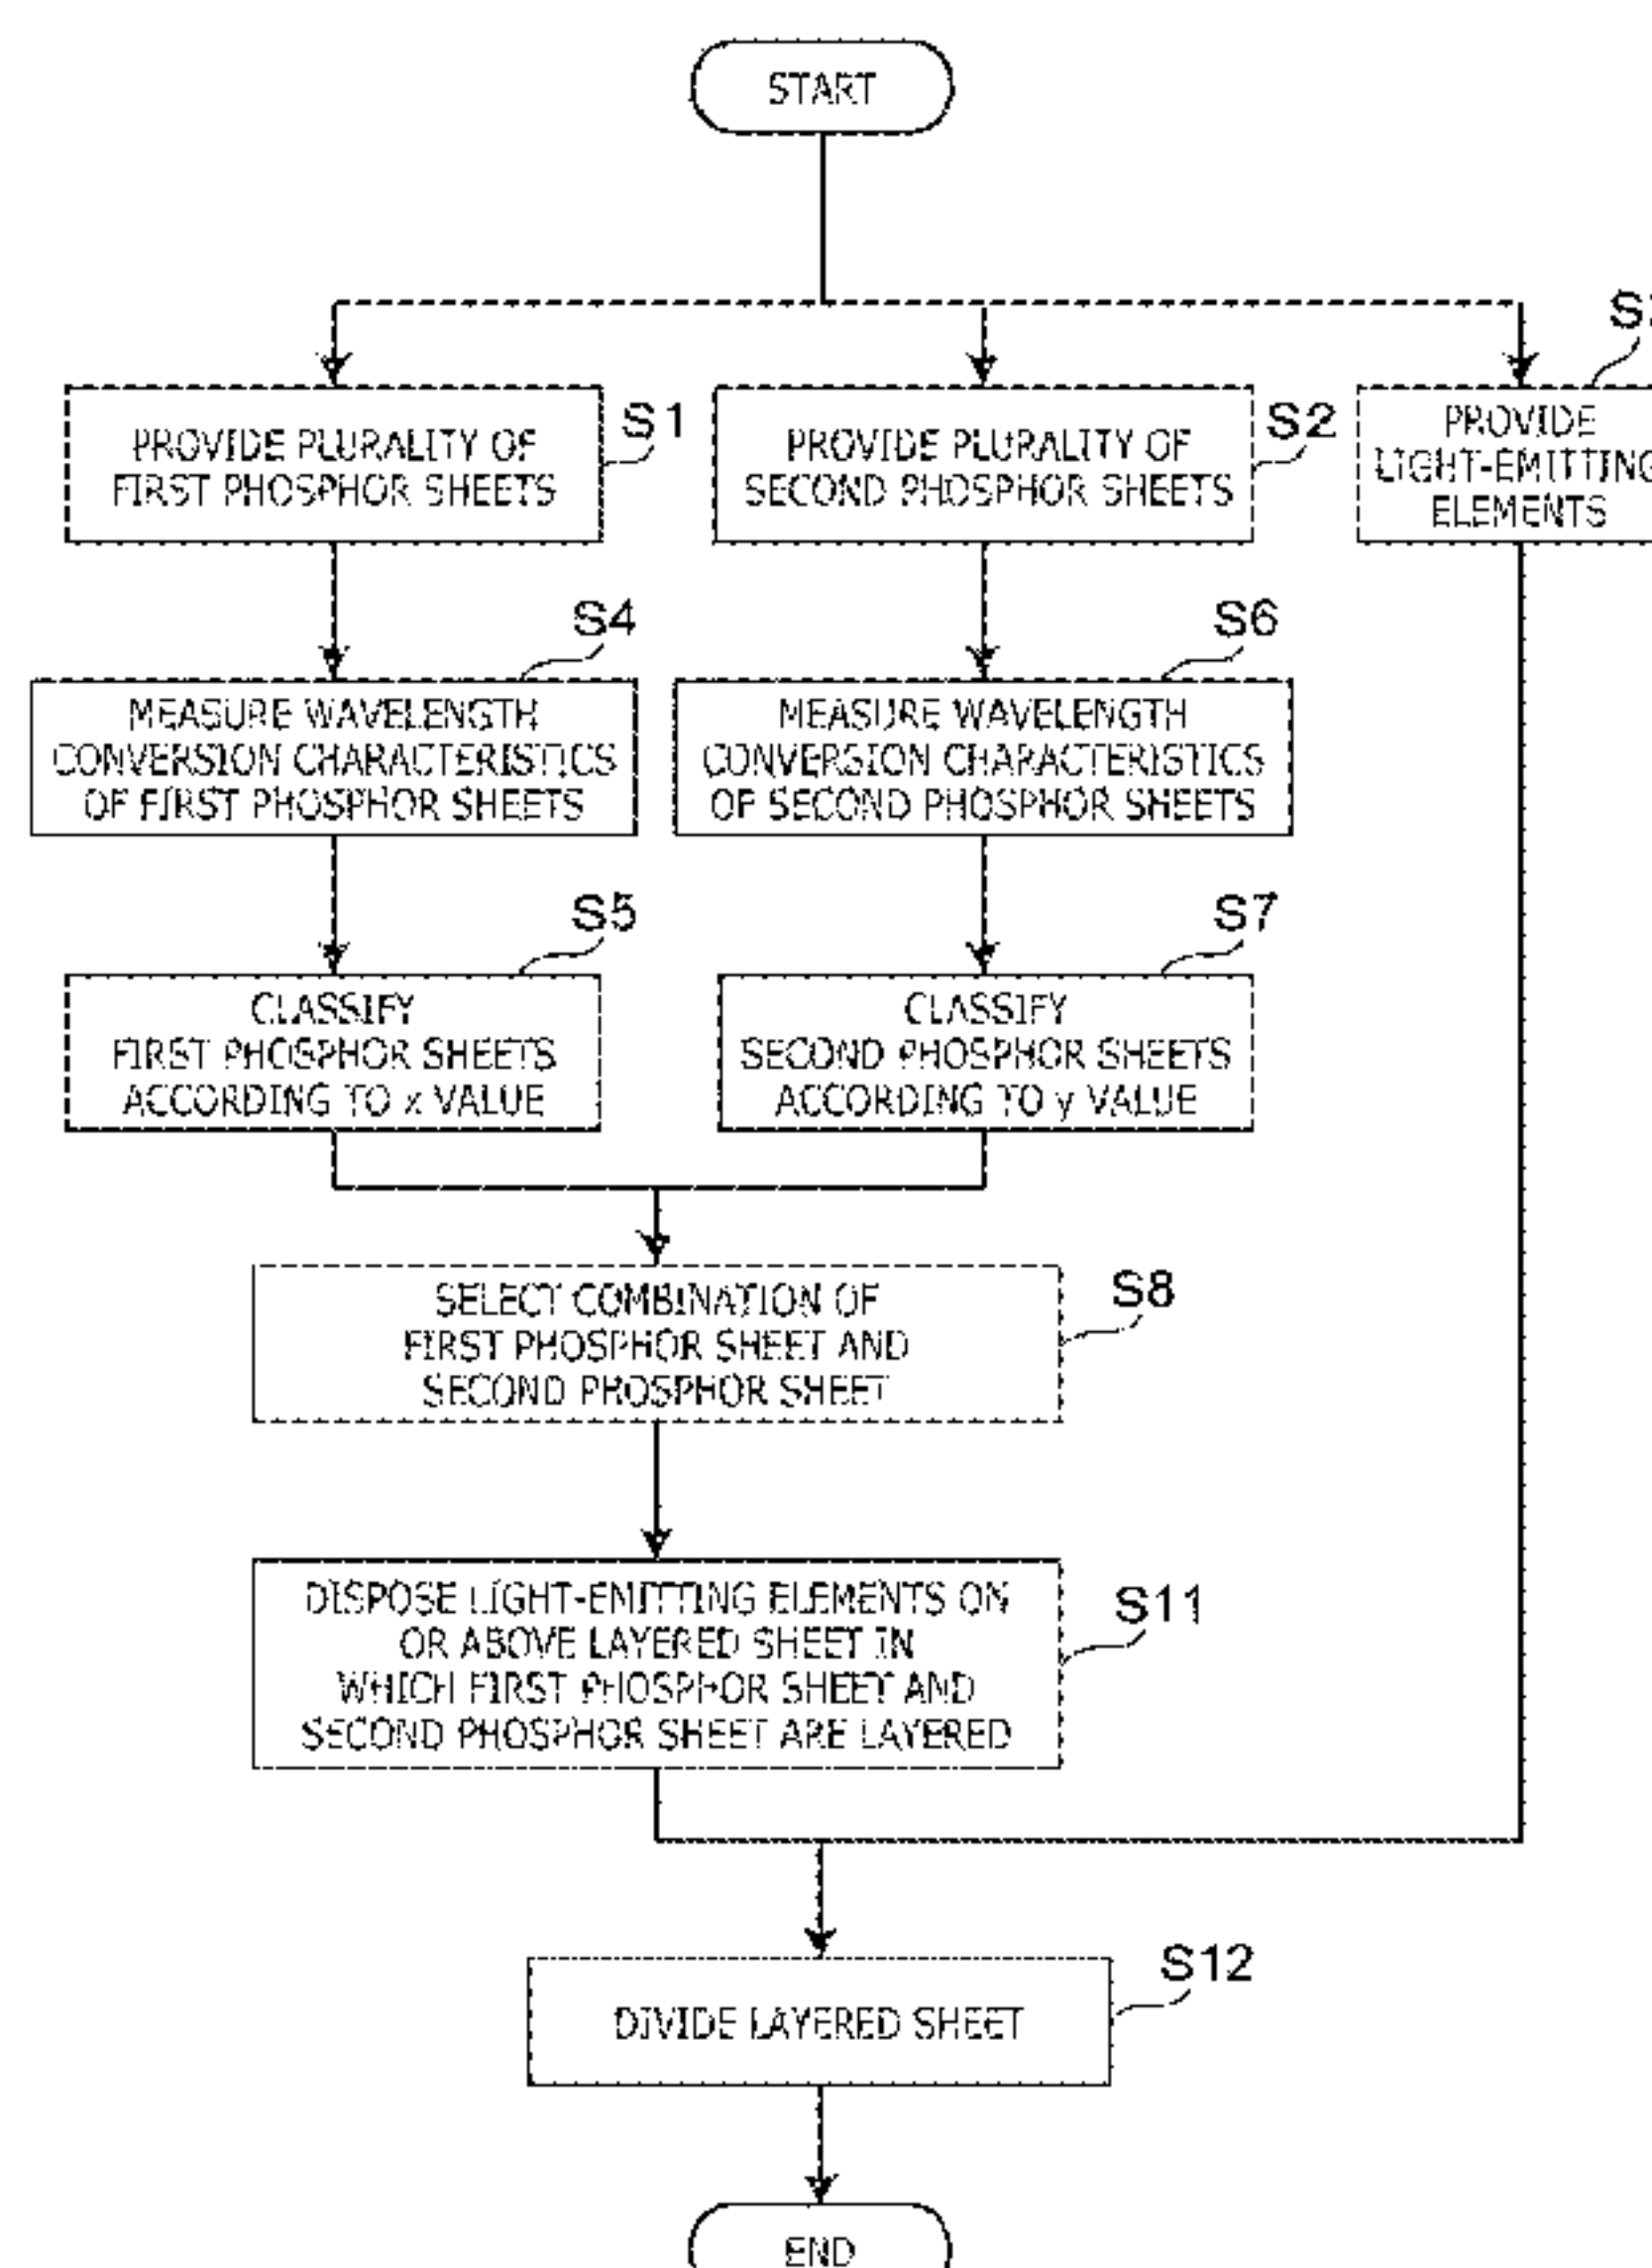 START
PROVIDE PLURALITY OF
FIRST PHOSPHOR SHEETS
S1
PROVIDE PLURALITY OF
SECOND PHOSPHOR SHEETS
S2
PROVIDE
LIGHT-EMITTING
ELEMENTS
S4
MEASURE WAVELENGTH
CONVERSION CHARACTERISTICS
OF FIRST PHOSPHOR SHEETS
S6
MEASURE WAVELENGTH
CONVERSION CHARACTERISTICS
OF SECOND PHOSPHOR SHEETS
S5
CLASSIFY
FIRST PHOSPHOR SHEETS
ACCORDING TO x VALUE
S7
CLASSIFY
SECOND PHOSPHOR SHEETS
ACCORDING TO y VALUE
SELECT COMBINATION OF
FIRST PHOSPHOR SHEET AND
SECOND PHOSPHOR SHEET
S8
DISPOSE LIGHT-EMITTING ELEMENTS ON
OR ABOVE LAYERED SHEET IN
WHICH FIRST PHOSPHOR SHEET AND
SECOND PHOSPHOR SHEET ARE LAYERED
S11
DIVIDE LAYERED SHEET
S12
END